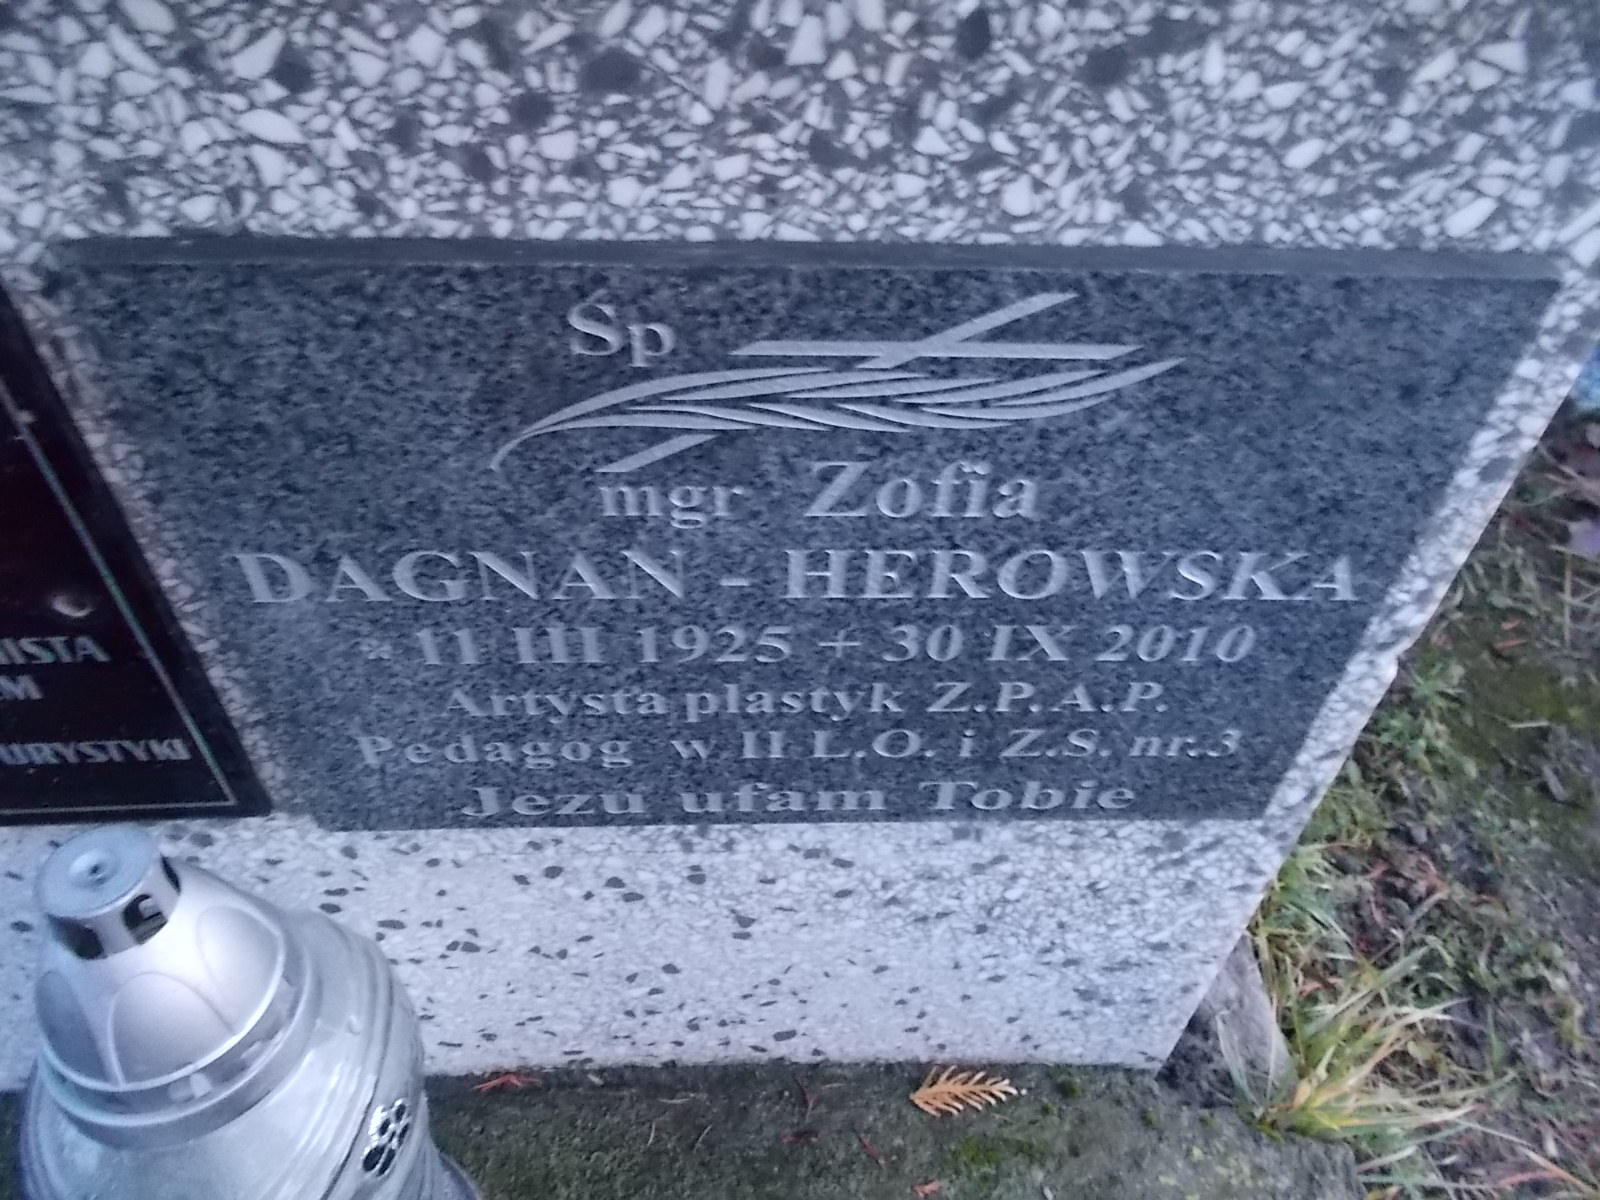 Śp
mgr Zofia
DAGNAN - HEROWSKA
* 11 III 1925 + 30 IX 2010
Artysta plastyk Z.P.A.P.
Pedagog w II L.O. i Z.S. nr.3
Jezu ufam Tobie